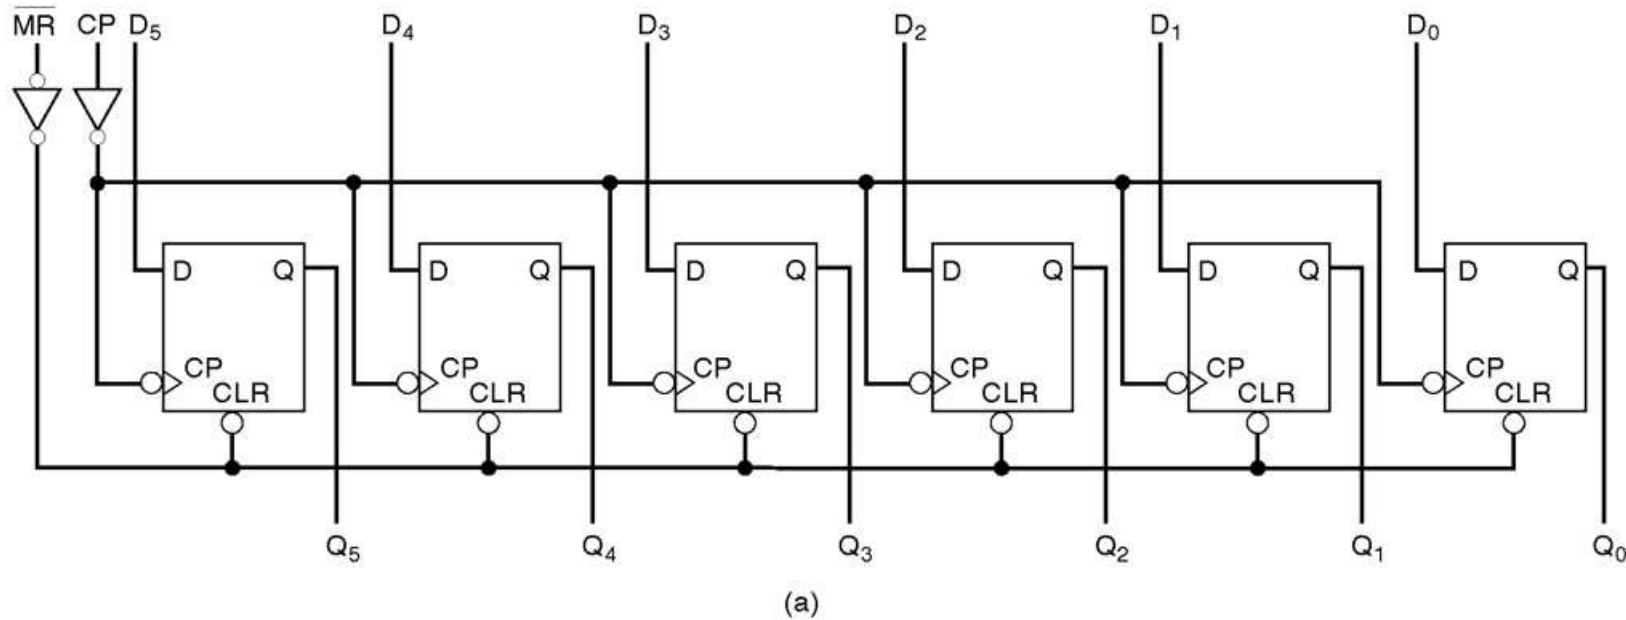 M̅R̅ CP D₅ D₄ D₃ D₂ D₁ D₀
D Q D Q D Q D Q D Q D Q
CP CP CP CP CP CP
CLR CLR CLR CLR CLR CLR
Q₅ Q₄ Q₃ Q₂ Q₁ Q₀
(a)